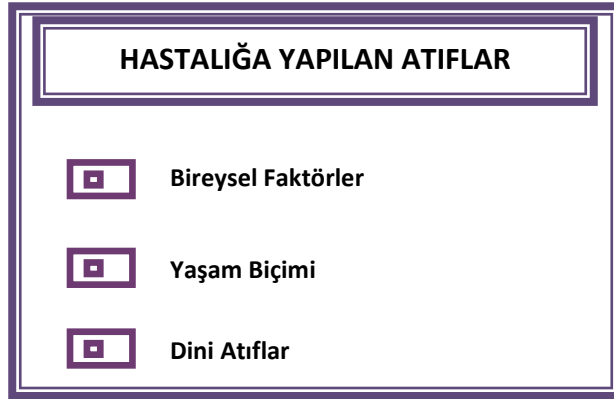 HASTALIĞA YAPILAN ATIFLAR
Bireysel Faktörler
Yaşam Biçimi
Dini Atıflar